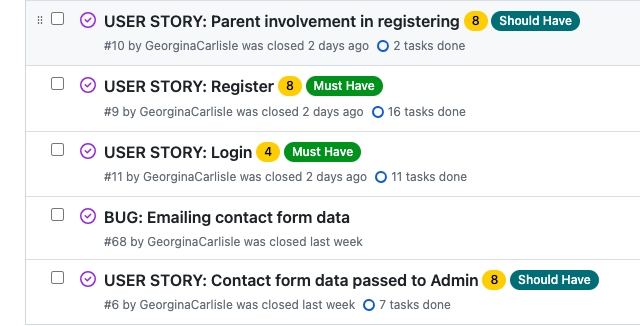 USER STORY: Parent involvement in registering 8 Should Have
#10 by GeorginaCarlisle was closed 2 days ago 2 tasks done
USER STORY: Register 8 Must Have
#9 by GeorginaCarlisle was closed 2 days ago 16 tasks done
USER STORY: Login 4 Must Have
#11 by GeorginaCarlisle was closed 2 days ago 11 tasks done
BUG: Emailing contact form data
#68 by GeorginaCarlisle was closed last week
USER STORY: Contact form data passed to Admin 8 Should Have
#6 by GeorginaCarlisle was closed last week 7 tasks done